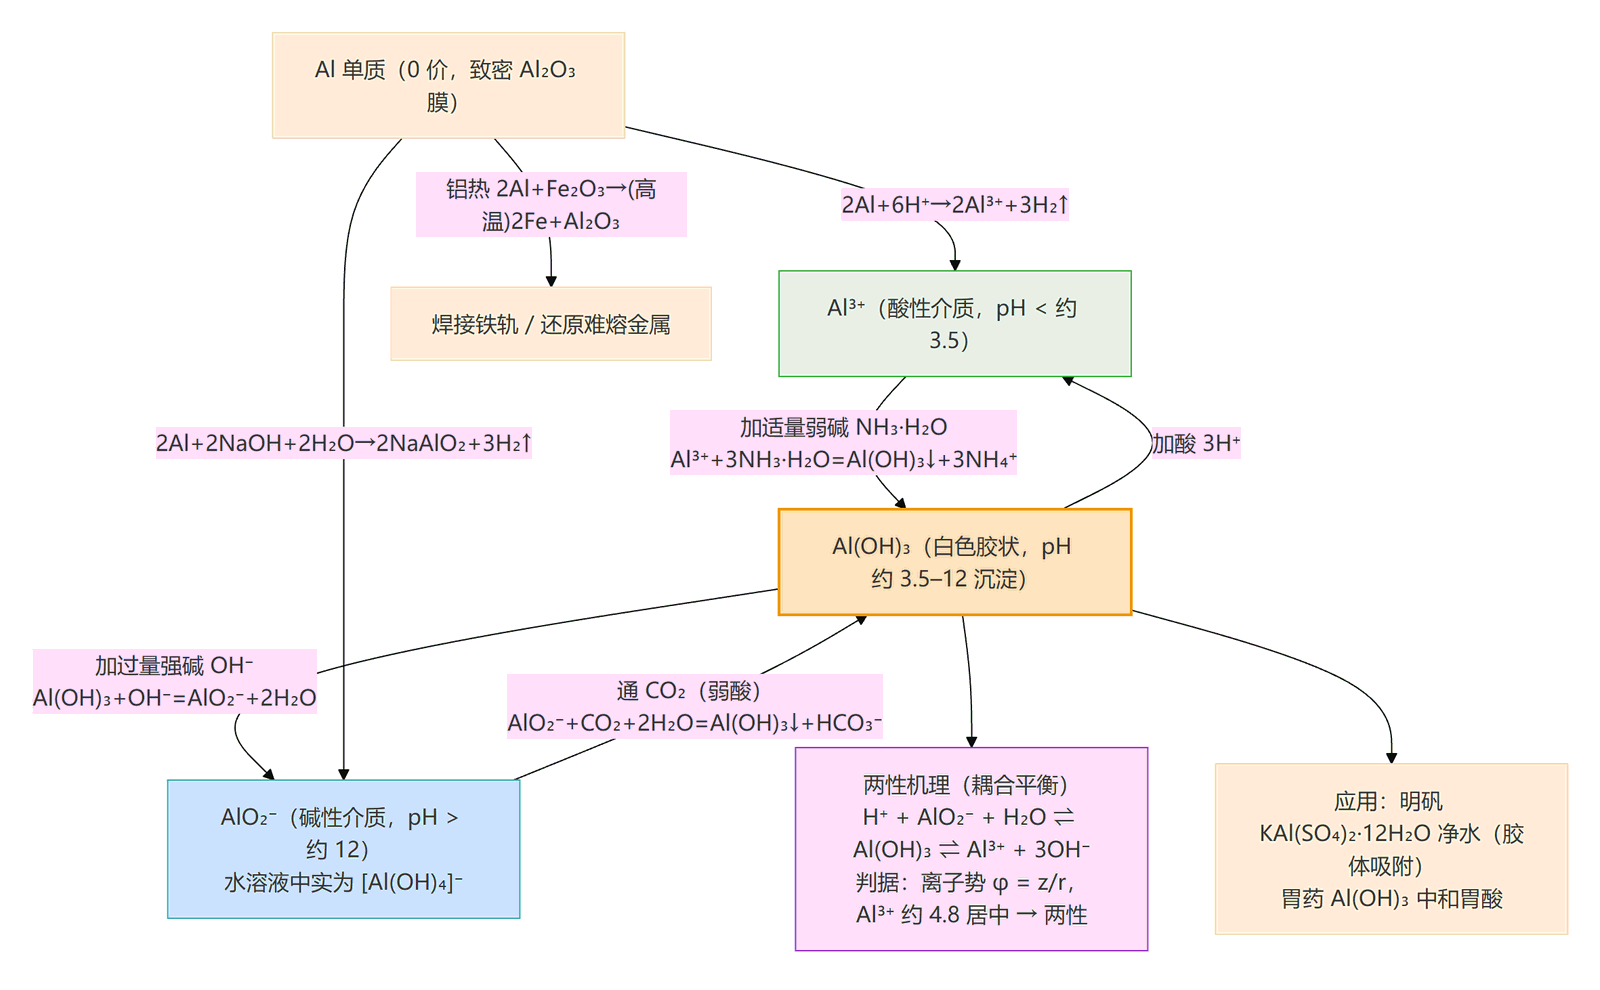 Al 单质（0 价，致密 Al₂O₃
膜）
铝热 2Al+Fe₂O₃→(高
温)2Fe+Al₂O₃
2Al+6H⁺→2Al³⁺+3H₂↑
焊接铁轨 / 还原难熔金属
Al³⁺（酸性介质，pH < 约
3.5）
2Al+2NaOH+2H₂O→2NaAlO₂+3H₂↑
加适量弱碱 NH₃·H₂O
Al³⁺+3NH₃·H₂O=Al(OH)₃↓+3NH₄⁺
加酸 3H⁺
Al(OH)₃（白色胶状，pH
约 3.5–12 沉淀）
加过量强碱 OH⁻
Al(OH)₃+OH⁻=AlO₂⁻+2H₂O
通 CO₂（弱酸）
AlO₂⁻+CO₂+2H₂O=Al(OH)₃↓+HCO₃⁻
AlO₂⁻（碱性介质，pH >
约 12）
水溶液中实为 [Al(OH)₄]⁻
两性机理（耦合平衡）
H⁺ + AlO₂⁻ + H₂O ⇌
Al(OH)₃ ⇌ Al³⁺ + 3OH⁻
判据：离子势 φ = z/r，
Al³⁺ 约 4.8 居中 → 两性
应用：明矾
KAl(SO₄)₂·12H₂O 净水（胶
体吸附）
胃药 Al(OH)₃ 中和胃酸